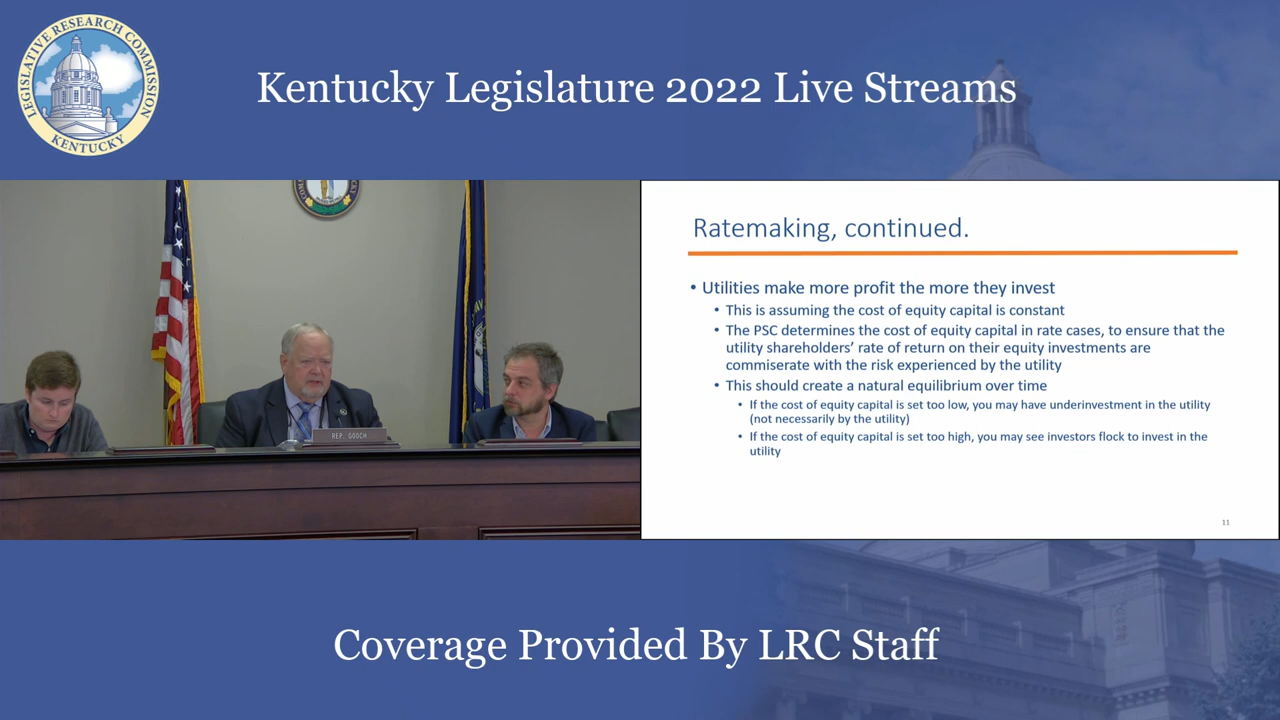 LEGISLATIVE RESEARCH COMMISSION
KENTUCKY
Kentucky Legislature 2022 Live Streams
REP. GOOCH
Ratemaking, continued.
• Utilities make more profit the more they invest
• This is assuming the cost of equity capital is constant
• The PSC determines the cost of equity capital in rate cases, to ensure that the
utility shareholders’ rate of return on their equity investments are
commiserate with the risk experienced by the utility
• This should create a natural equilibrium over time
• If the cost of equity capital is set too low, you may have underinvestment in the utility
(not necessarily by the utility)
• If the cost of equity capital is set too high, you may see investors flock to invest in the
utility
11
Coverage Provided By LRC Staff